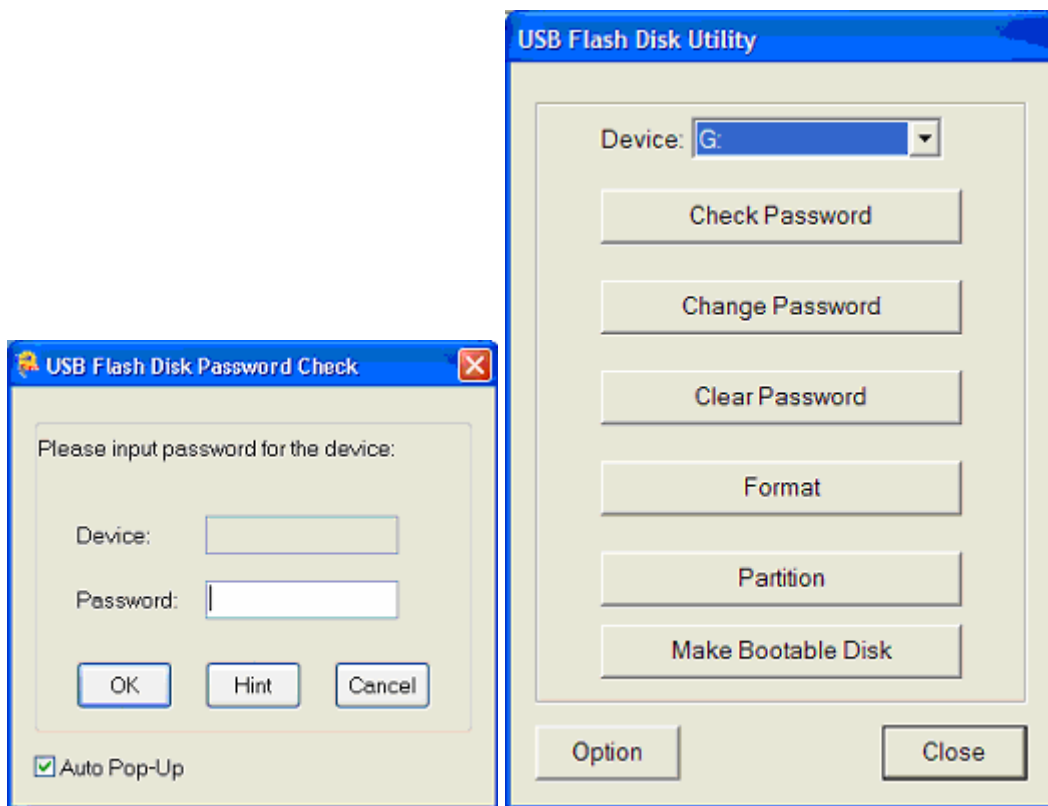 USB Flash Disk Password Check
Please input password for the device:
Device:
Password:
OK Hint Cancel
Auto Pop-Up
USB Flash Disk Utility
Device: G:
Check Password
Change Password
Clear Password
Format
Partition
Make Bootable Disk
Option Close